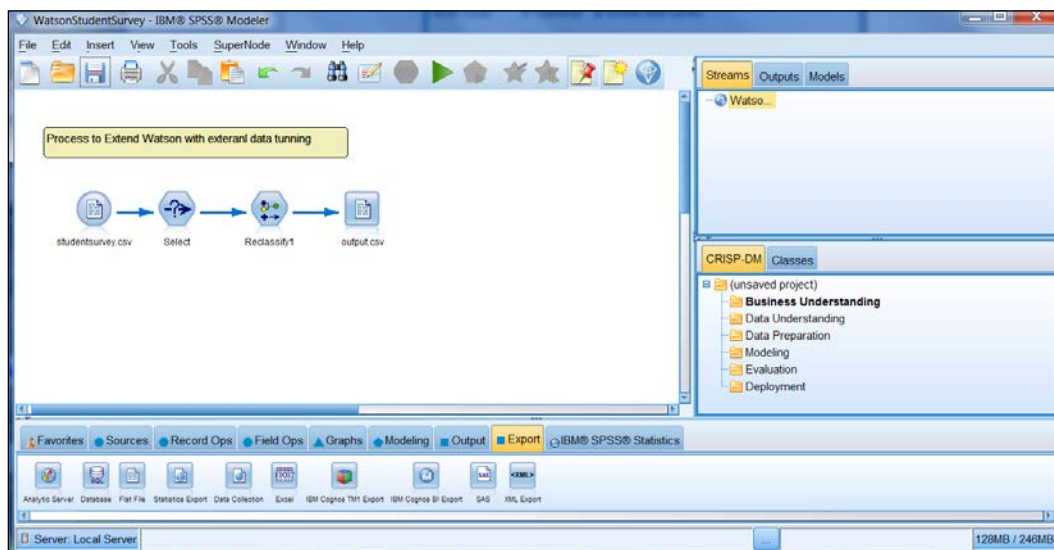 WatsonStudentSurvey - IBM® SPSS® Modeler
File Edit Insert View Tools SuperNode Window Help
Process to Extend Watson with exteranl data tunning
studentsurvey.csv Select Reclassify1 output.csv
Streams Outputs Models
Watso...
CRISP-DM Classes
(unsaved project)
Business Understanding
Data Understanding
Data Preparation
Modeling
Evaluation
Deployment
Favorites Sources Record Ops Field Ops Graphs Modeling Output Export IBM® SPSS® Statistics
SAS <XML>
Analytic Server Database Flat File Statistics Export Data Collection Excel IBM Cognos TM1 Export IBM Cognos BI Export SAS XML Export
Server: Local Server ... 128MB / 246MB